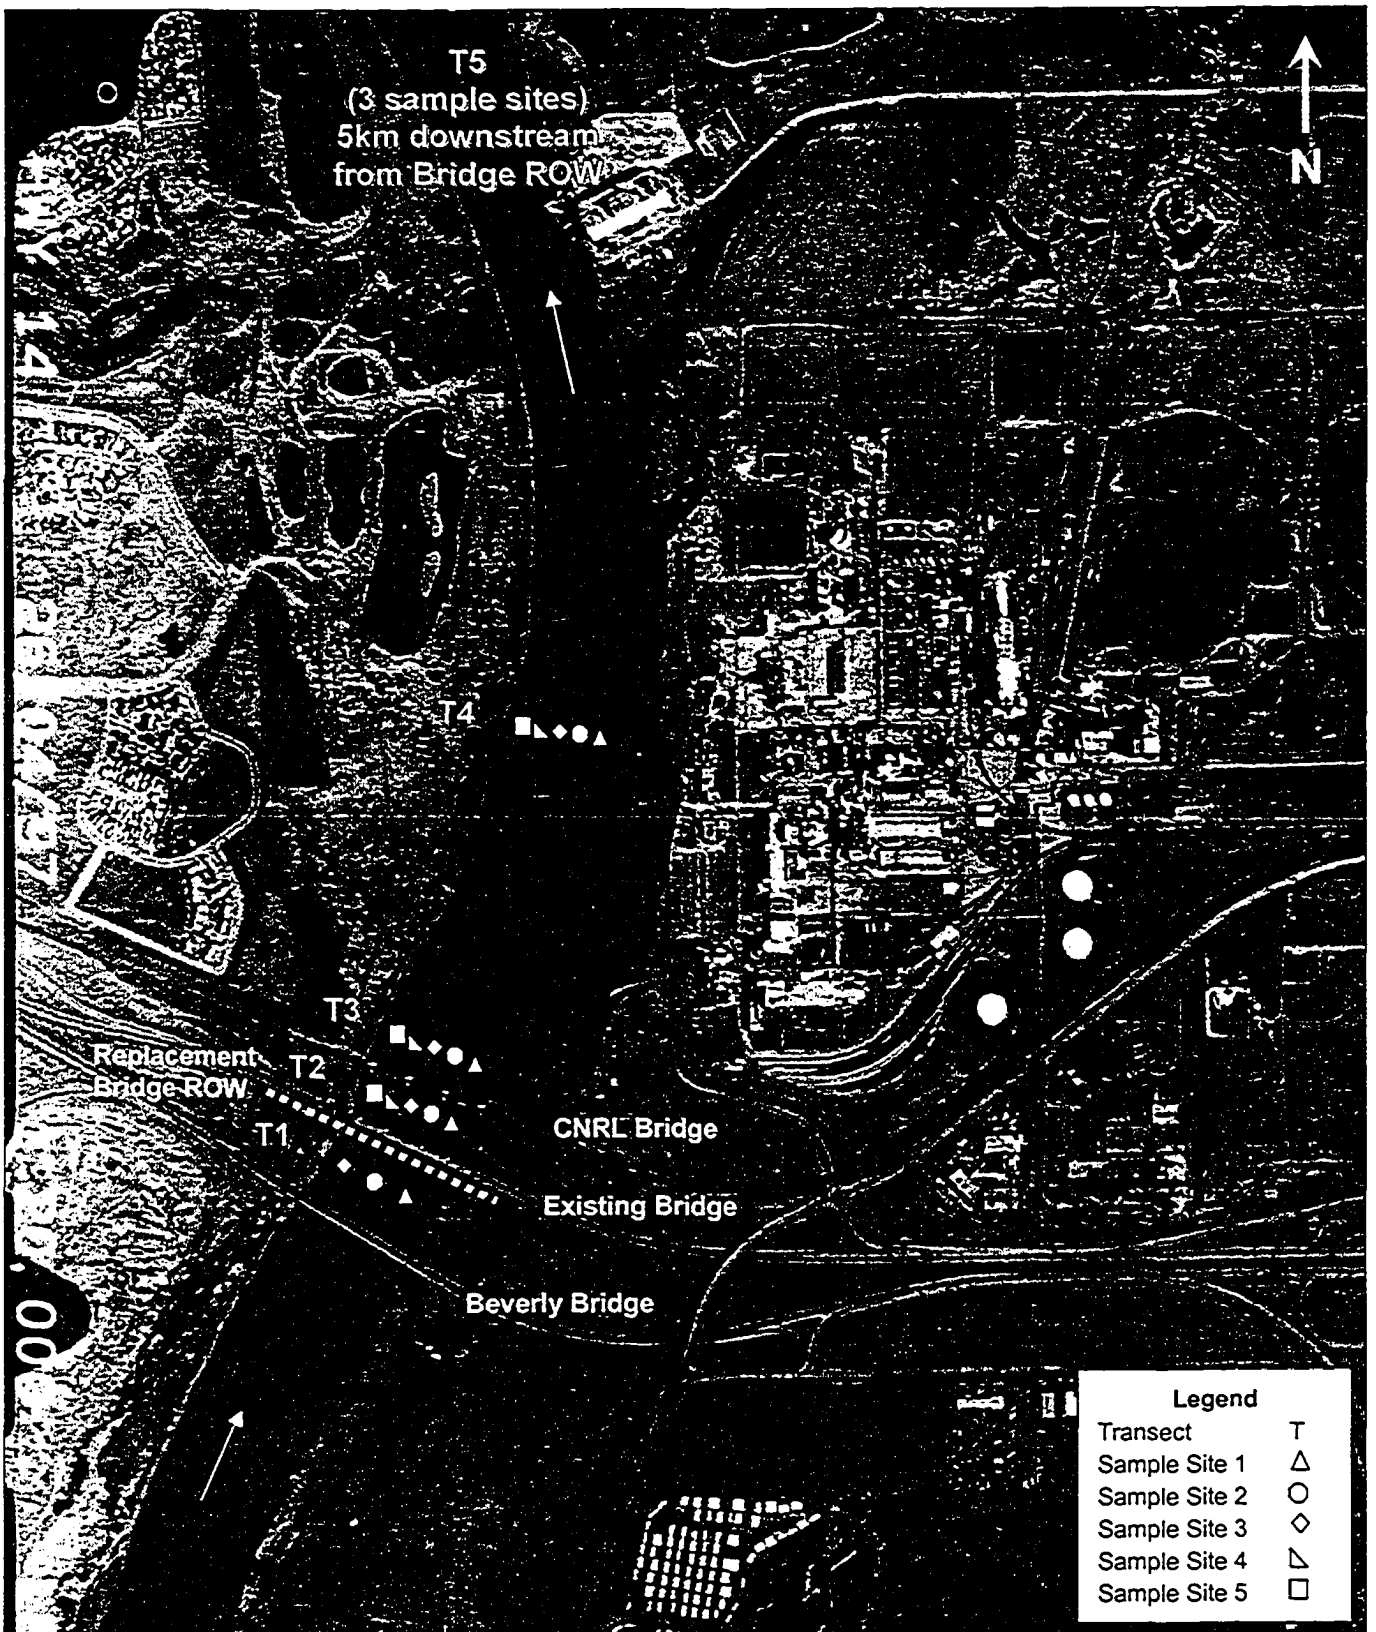 T5
(3 sample sites)
5km downstream
from Bridge ROW
N
T4
T3
Replacement
Bridge ROW
T2
T1
CNRL Bridge
Existing Bridge
Beverly Bridge
Legend
Transect T
Sample Site 1
Sample Site 2
Sample Site 3
Sample Site 4
Sample Site 5